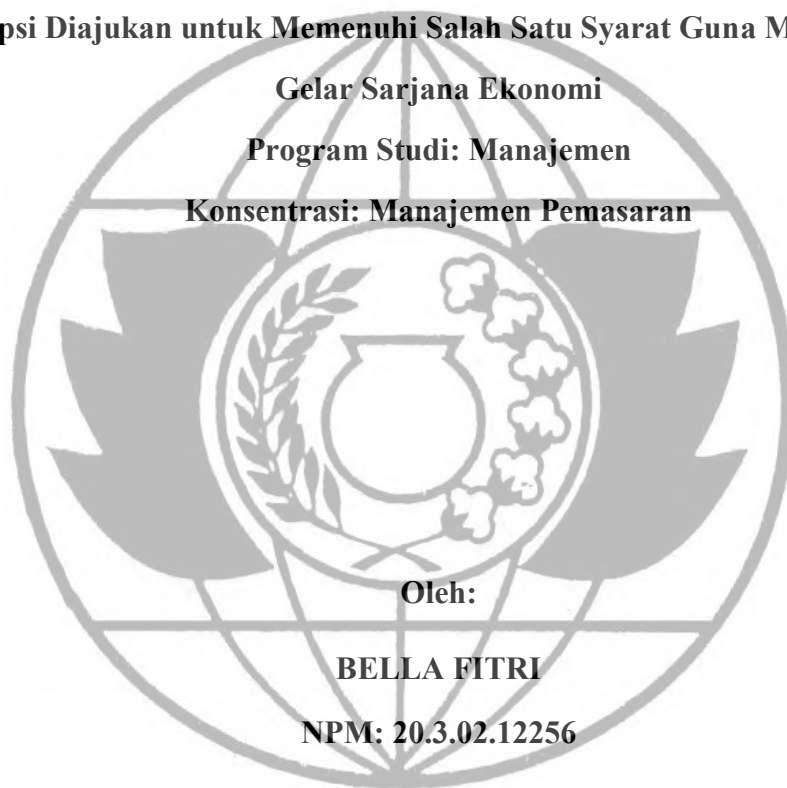 psi Diajukan untuk Memenuhi Salah Satu Syarat Guna M
Gelar Sarjana Ekonomi
Program Studi: Manajemen
Konsentrasi: Manajemen Pemasaran
Oleh:
BELLA FITRI
NPM: 20.3.02.12256